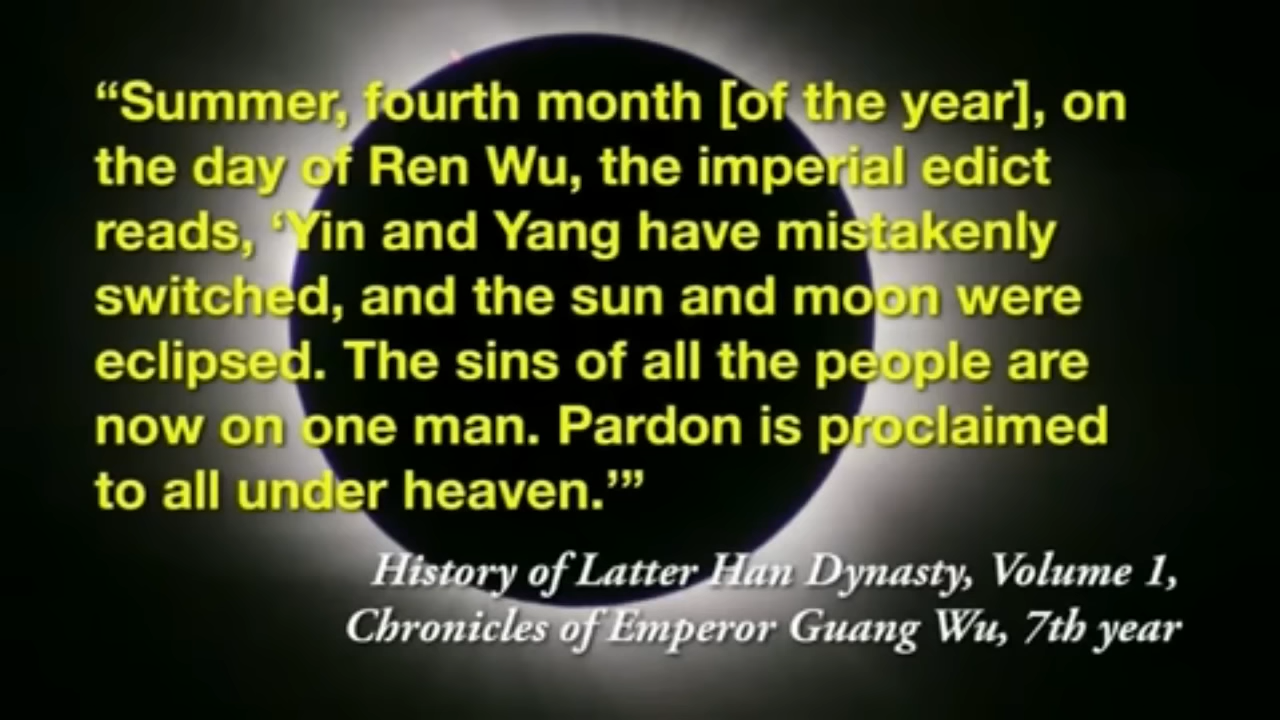 “Summer, fourth month [of the year], on
the day of Ren Wu, the imperial edict
reads, ‘Yin and Yang have mistakenly
switched, and the sun and moon were
eclipsed. The sins of all the people are
now on one man. Pardon is proclaimed
to all under heaven.’”
History of Latter Han Dynasty, Volume 1,
Chronicles of Emperor Guang Wu, 7th year